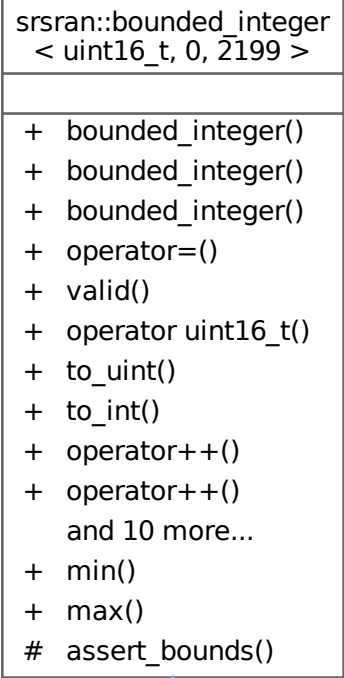 srsran::bounded_integer
< uint16_t, 0, 2199 >
+ bounded_integer()
+ bounded_integer()
+ bounded_integer()
+ operator=()
+ valid()
+ operator uint16_t()
+ to_uint()
+ to_int()
+ operator++()
+ operator++()
and 10 more...
+ min()
+ max()
# assert_bounds()